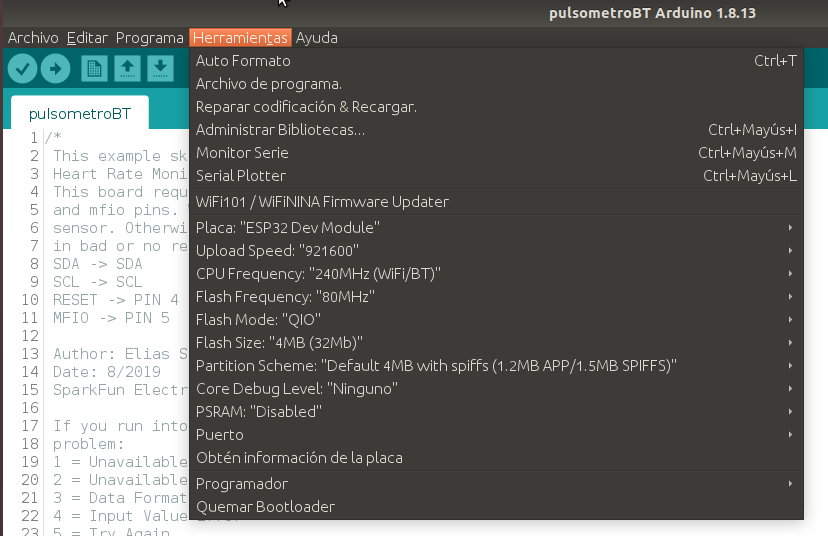 pulsometroBT Arduino 1.8.13
Archivo Editar Programa Herramientas Ayuda
Auto Formato Ctrl+T
Archivo de programa.
Reparar codificación & Recargar.
Administrar Bibliotecas... Ctrl+Mayús+I
Monitor Serie Ctrl+Mayús+M
Serial Plotter Ctrl+Mayús+L
WiFi101 / WiFiNINA Firmware Updater
Placa: "ESP32 Dev Module"
Upload Speed: "921600"
CPU Frequency: "240MHz (WiFi/BT)"
Flash Frequency: "80MHz"
Flash Mode: "QIO"
Flash Size: "4MB (32Mb)"
Partition Scheme: "Default 4MB with spiffs (1.2MB APP/1.5MB SPIFFS)"
Core Debug Level: "Ninguno"
PSRAM: "Disabled"
Puerto
Obtén información de la placa
Programador
Quemar Bootloader
pulsometroBT
1 /*
2 This example sk
3 Heart Rate Moni
4 This board requ
5 and mfio pins.
6 sensor. Otherwi
7 in bad or no re
8 SDA -> SDA
9 SCL -> SCL
10 RESET -> PIN 4
11 MFIO -> PIN 5
12
13 Author: Elias S
14 Date: 8/2019
15 SparkFun Electr
16
17 If you run into
18 problem:
19 1 = Unavailable
20 2 = Unavailable
21 3 = Data Format
22 4 = Input Value
23 5 = Try Again